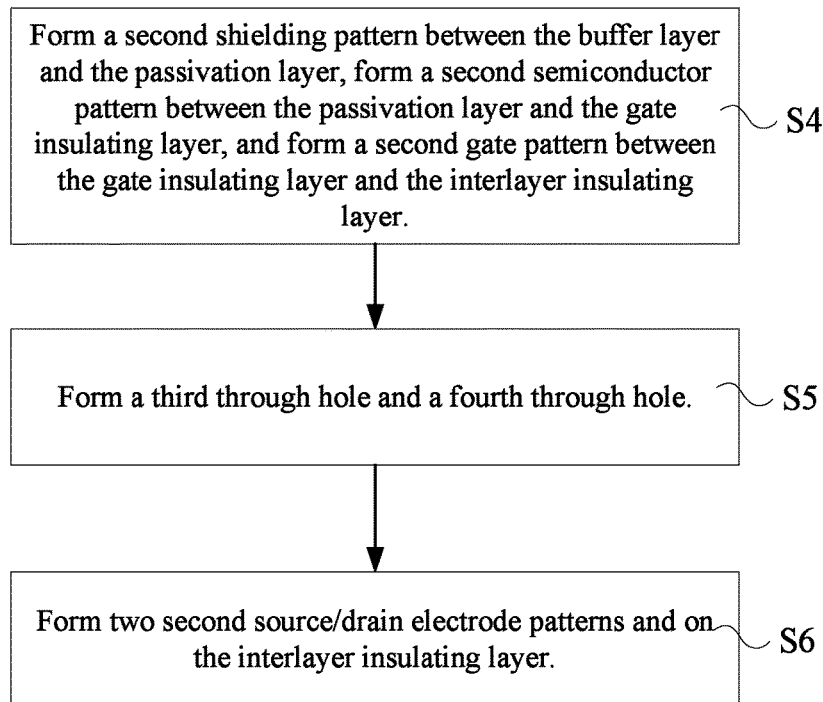 Form a second shielding pattern between the buffer layer
and the passivation layer, form a second semiconductor
pattern between the passivation layer and the gate
insulating layer, and form a second gate pattern between
the gate insulating layer and the interlayer insulating
layer.
S4
Form a third through hole and a fourth through hole.
S5
Form two second source/drain electrode patterns and on
the interlayer insulating layer.
S6